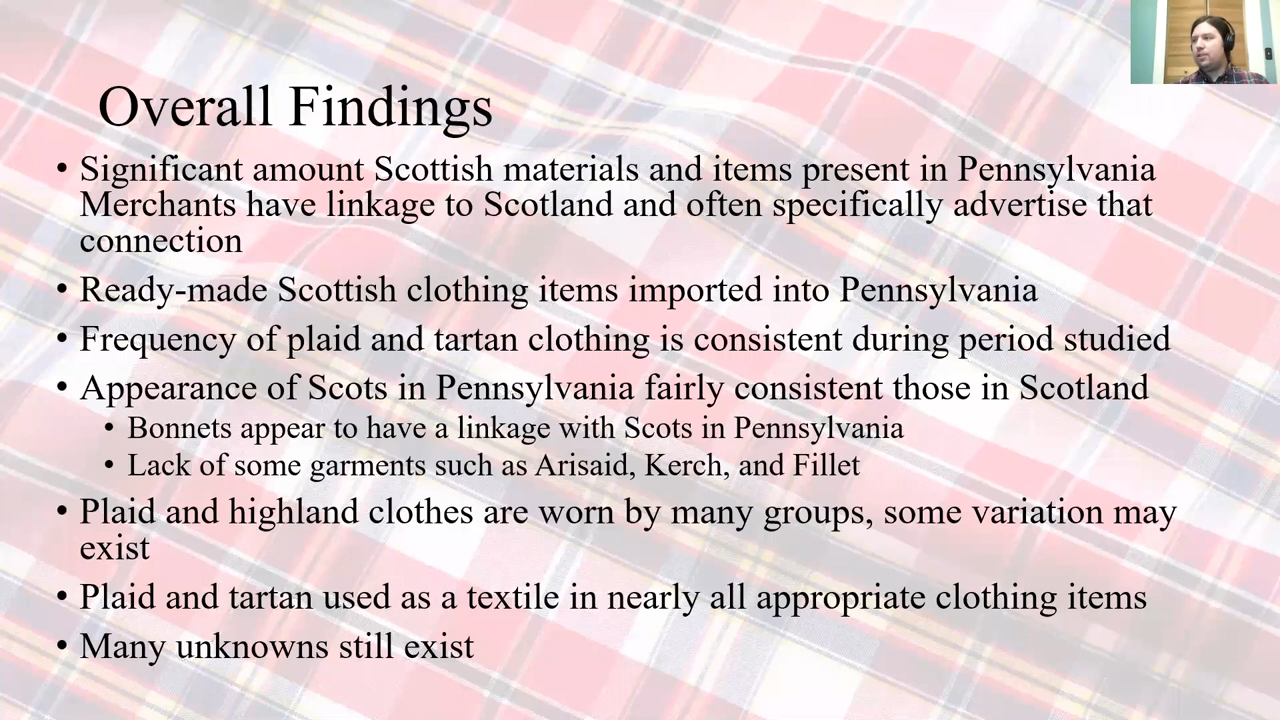 Overall Findings
• Significant amount Scottish materials and items present in Pennsylvania
Merchants have linkage to Scotland and often specifically advertise that
connection
• Ready-made Scottish clothing items imported into Pennsylvania
• Frequency of plaid and tartan clothing is consistent during period studied
• Appearance of Scots in Pennsylvania fairly consistent those in Scotland
• Bonnets appear to have a linkage with Scots in Pennsylvania
• Lack of some garments such as Arisaid, Kerch, and Fillet
• Plaid and highland clothes are worn by many groups, some variation may
exist
• Plaid and tartan used as a textile in nearly all appropriate clothing items
• Many unknowns still exist